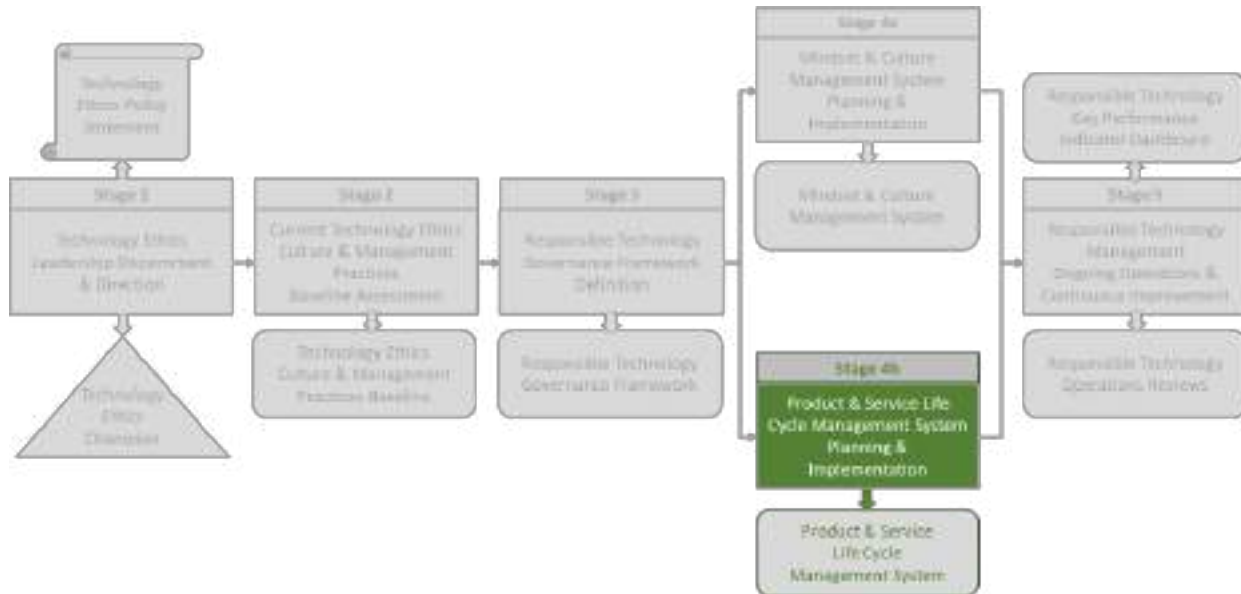 Technology
Ethics Policy
Statement
Stage 1
Technology Ethics
Leadership Discernment
& Direction
Technology
Ethics
Champion
Stage 2
Current Technology Ethics
Culture & Management
Practices
Baseline Assessment
Technology Ethics
Culture & Management
Practices Baseline
Stage 3
Responsible Technology
Governance Framework
Definition
Responsible Technology
Governance Framework
Stage 4a
Mindset & Culture
Management System
Planning &
Implementation
Mindset & Culture
Management System
Stage 4b
Product & Service Life
Cycle Management System
Planning &
Implementation
Product & Service
Life Cycle
Management System
Responsible Technology
Key Performance
Indicator Dashboard
Stage 5
Responsible Technology
Management
Ongoing Operations &
Continuous Improvement
Responsible Technology
Operations Reviews